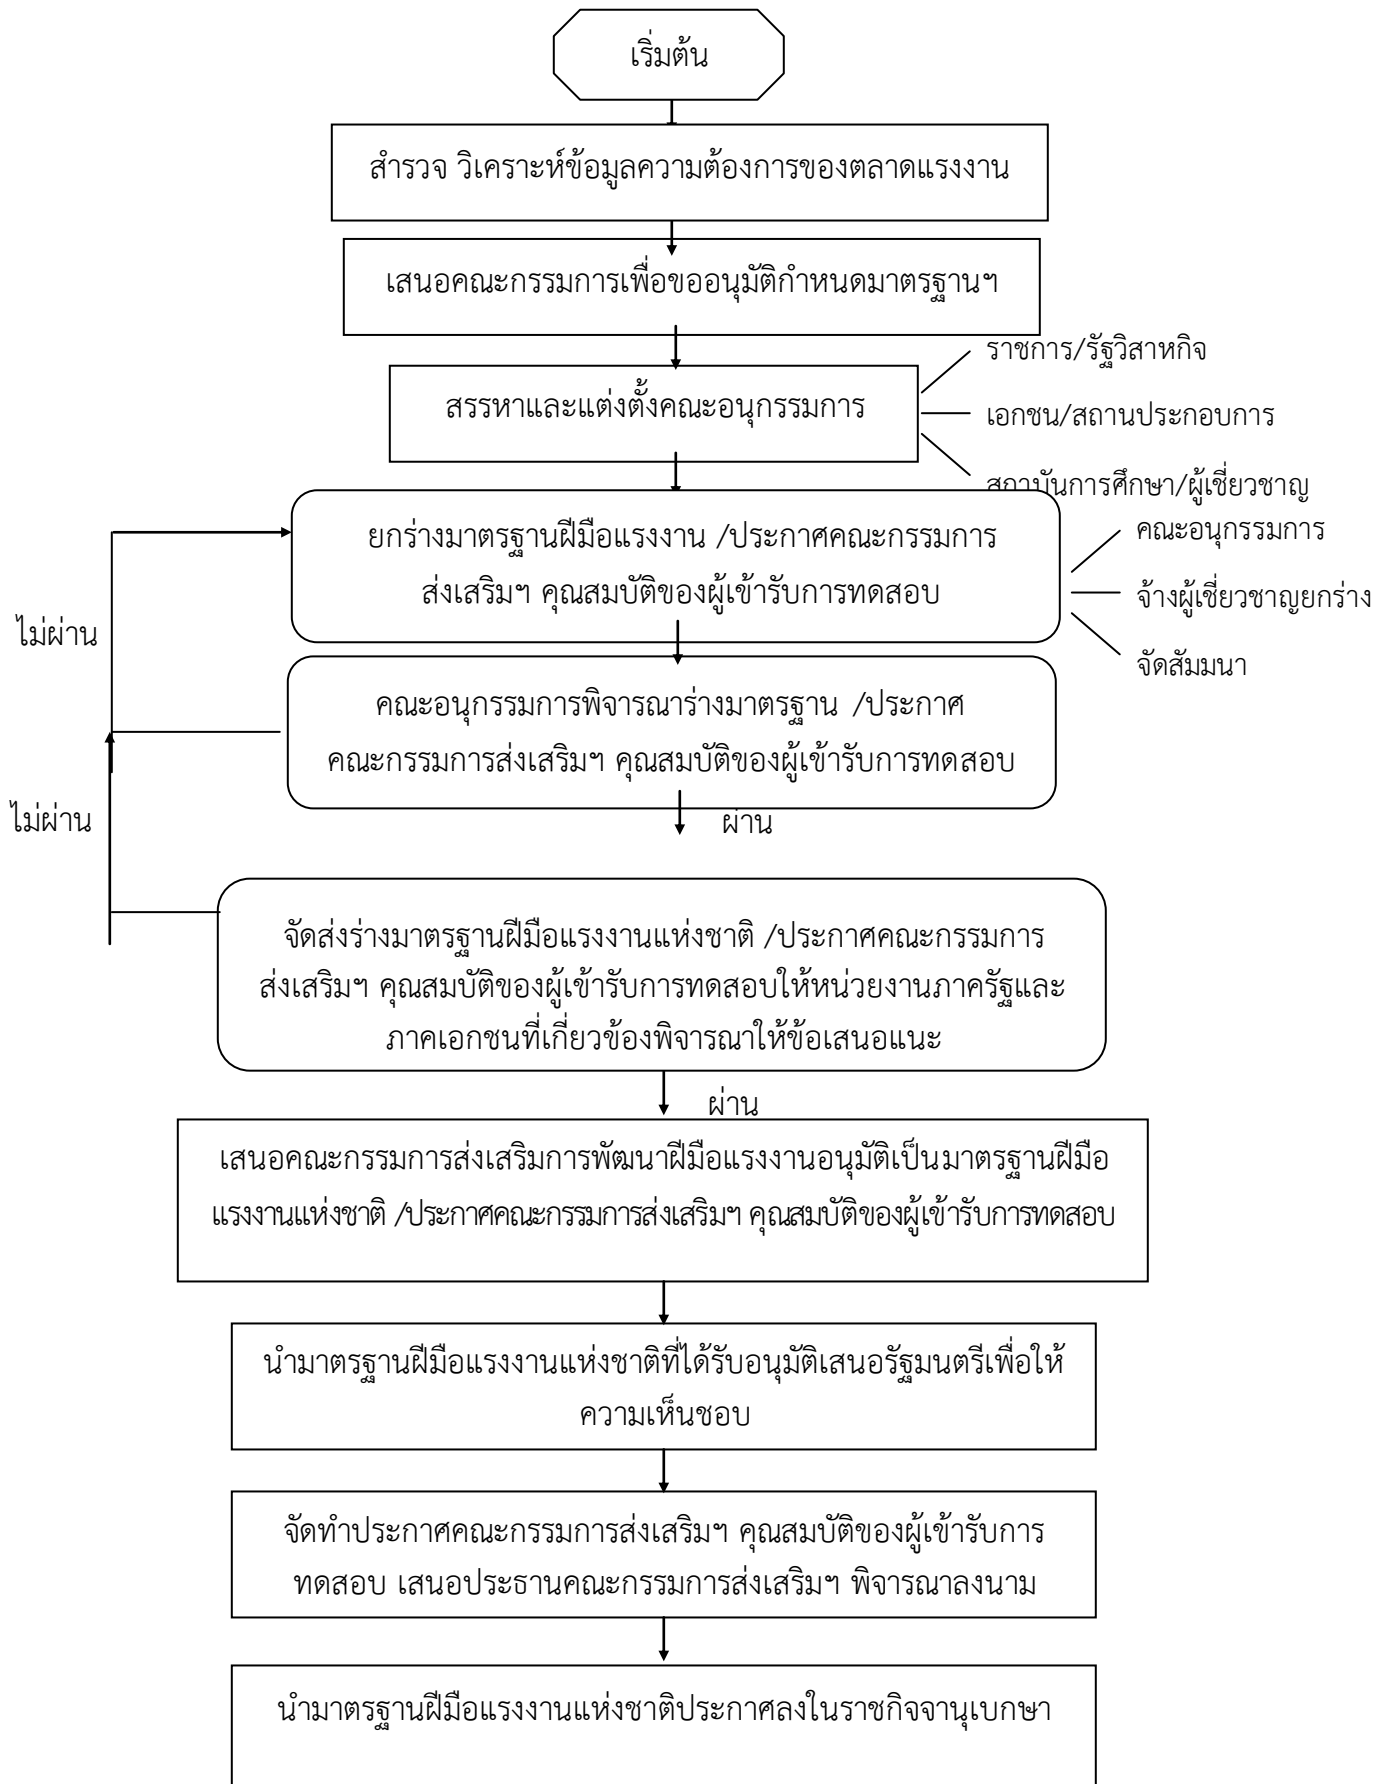 เริ่มต้น
สำรวจ วิเคราะห์ข้อมูลความต้องการของตลาดแรงงาน
เสนอคณะกรรมการเพื่อขออนุมัติกำหนดมาตรฐานฯ
ราชการ/รัฐวิสาหกิจ
สรรหาและแต่งตั้งคณะอนุกรรมการ
เอกชน/สถานประกอบการ
สถาบันการศึกษา/ผู้เชี่ยวชาญ
ยกร่างมาตรฐานฝีมือแรงงาน /ประกาศคณะกรรมการ
ส่งเสริมฯ คุณสมบัติของผู้เข้ารับการทดสอบ
คณะอนุกรรมการ
จ้างผู้เชี่ยวชาญยกร่าง
จัดสัมมนา
ไม่ผ่าน
คณะอนุกรรมการพิจารณาร่างมาตรฐาน /ประกาศ
คณะกรรมการส่งเสริมฯ คุณสมบัติของผู้เข้ารับการทดสอบ
ไม่ผ่าน
ผ่าน
จัดส่งร่างมาตรฐานฝีมือแรงงานแห่งชาติ /ประกาศคณะกรรมการ
ส่งเสริมฯ คุณสมบัติของผู้เข้ารับการทดสอบให้หน่วยงานภาครัฐและ
ภาคเอกชนที่เกี่ยวข้องพิจารณาให้ข้อเสนอแนะ
ผ่าน
เสนอคณะกรรมการส่งเสริมการพัฒนาฝีมือแรงงานอนุมัติเป็นมาตรฐานฝีมือ
แรงงานแห่งชาติ /ประกาศคณะกรรมการส่งเสริมฯ คุณสมบัติของผู้เข้ารับการทดสอบ
นำมาตรฐานฝีมือแรงงานแห่งชาติที่ได้รับอนุมัติเสนอรัฐมนตรีเพื่อให้
ความเห็นชอบ
จัดทำประกาศคณะกรรมการส่งเสริมฯ คุณสมบัติของผู้เข้ารับการ
ทดสอบ เสนอประธานคณะกรรมการส่งเสริมฯ พิจารณาลงนาม
นำมาตรฐานฝีมือแรงงานแห่งชาติประกาศลงในราชกิจจานุเบกษา